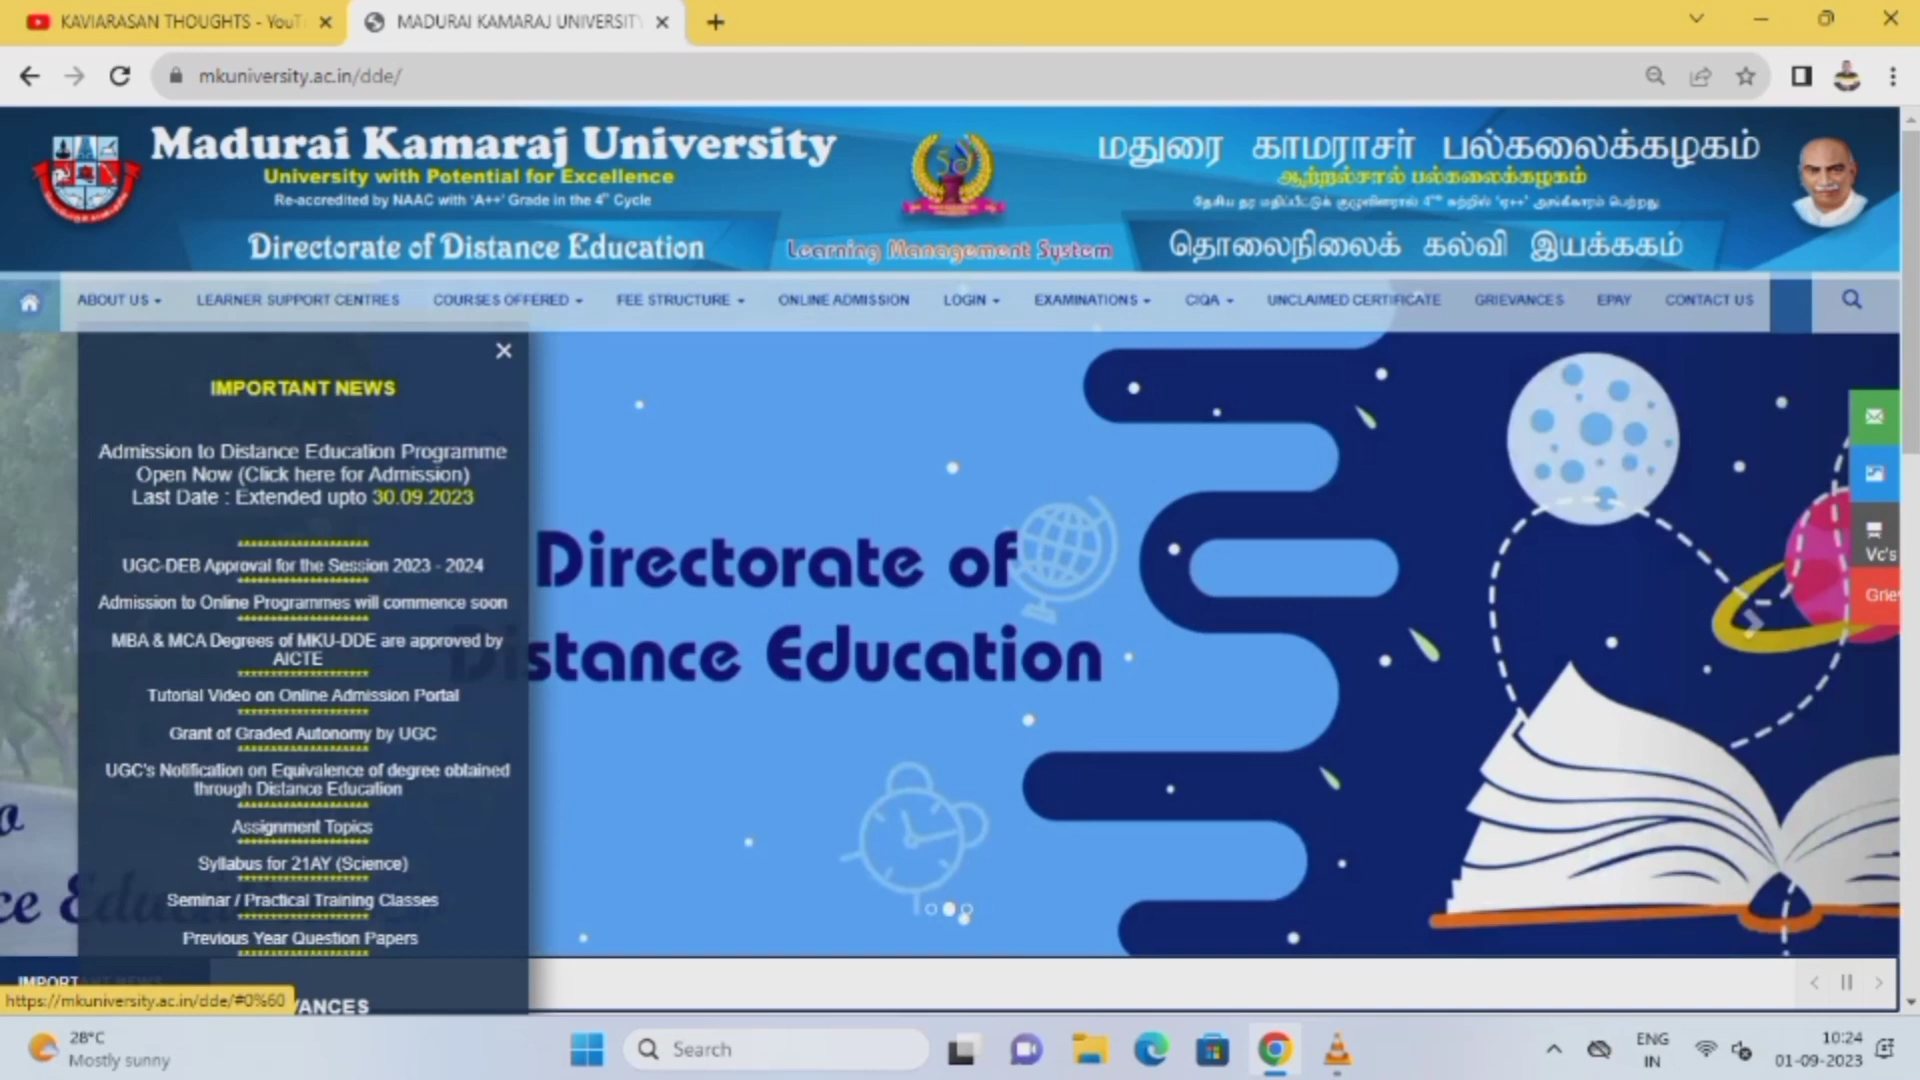 KAVIARASAN THOUGHTS - YouT
MADURAI KAMARAJ UNIVERSITY
mkuniversity.ac.in/dde/
Madurai Kamaraj University
University with Potential for Excellence
Re-accredited by NAAC with 'A++' Grade in the 4th Cycle
Directorate of Distance Education
Learning Management System
மதுரை காமராசர் பல்கலைக்கழகம்
ஆற்றல்சால் பல்கலைக்கழகம்
தொலைநிலைக் கல்வி இயக்ககம்
ABOUT US
LEARNER SUPPORT CENTRES
COURSES OFFERED
FEE STRUCTURE
ONLINE ADMISSION
LOGIN
EXAMINATIONS
CIQA
UNCLAIMED CERTIFICATE
GRIEVANCES
EPAY
CONTACT US
IMPORTANT NEWS
Admission to Distance Education Programme
Open Now (Click here for Admission)
Last Date : Extended upto 30.09.2023
********************
UGC-DEB Approval for the Session 2023 - 2024
********************
Admission to Online Programmes will commence soon
********************
MBA & MCA Degrees of MKU-DDE are approved by
AICTE
********************
Tutorial Video on Online Admission Portal
********************
Grant of Graded Autonomy by UGC
********************
UGC's Notification on Equivalence of degree obtained
through Distance Education
********************
Assignment Topics
********************
Syllabus for 21AY (Science)
********************
Seminar / Practical Training Classes
********************
Previous Year Question Papers
********************
VANCES
Directorate of
Distance Education
Vc's
Grie
IMPORTANT NEWS
https://mkuniversity.ac.in/dde/#0%60
28°C
Mostly sunny
Search
ENG
IN
10:24
01-09-2023